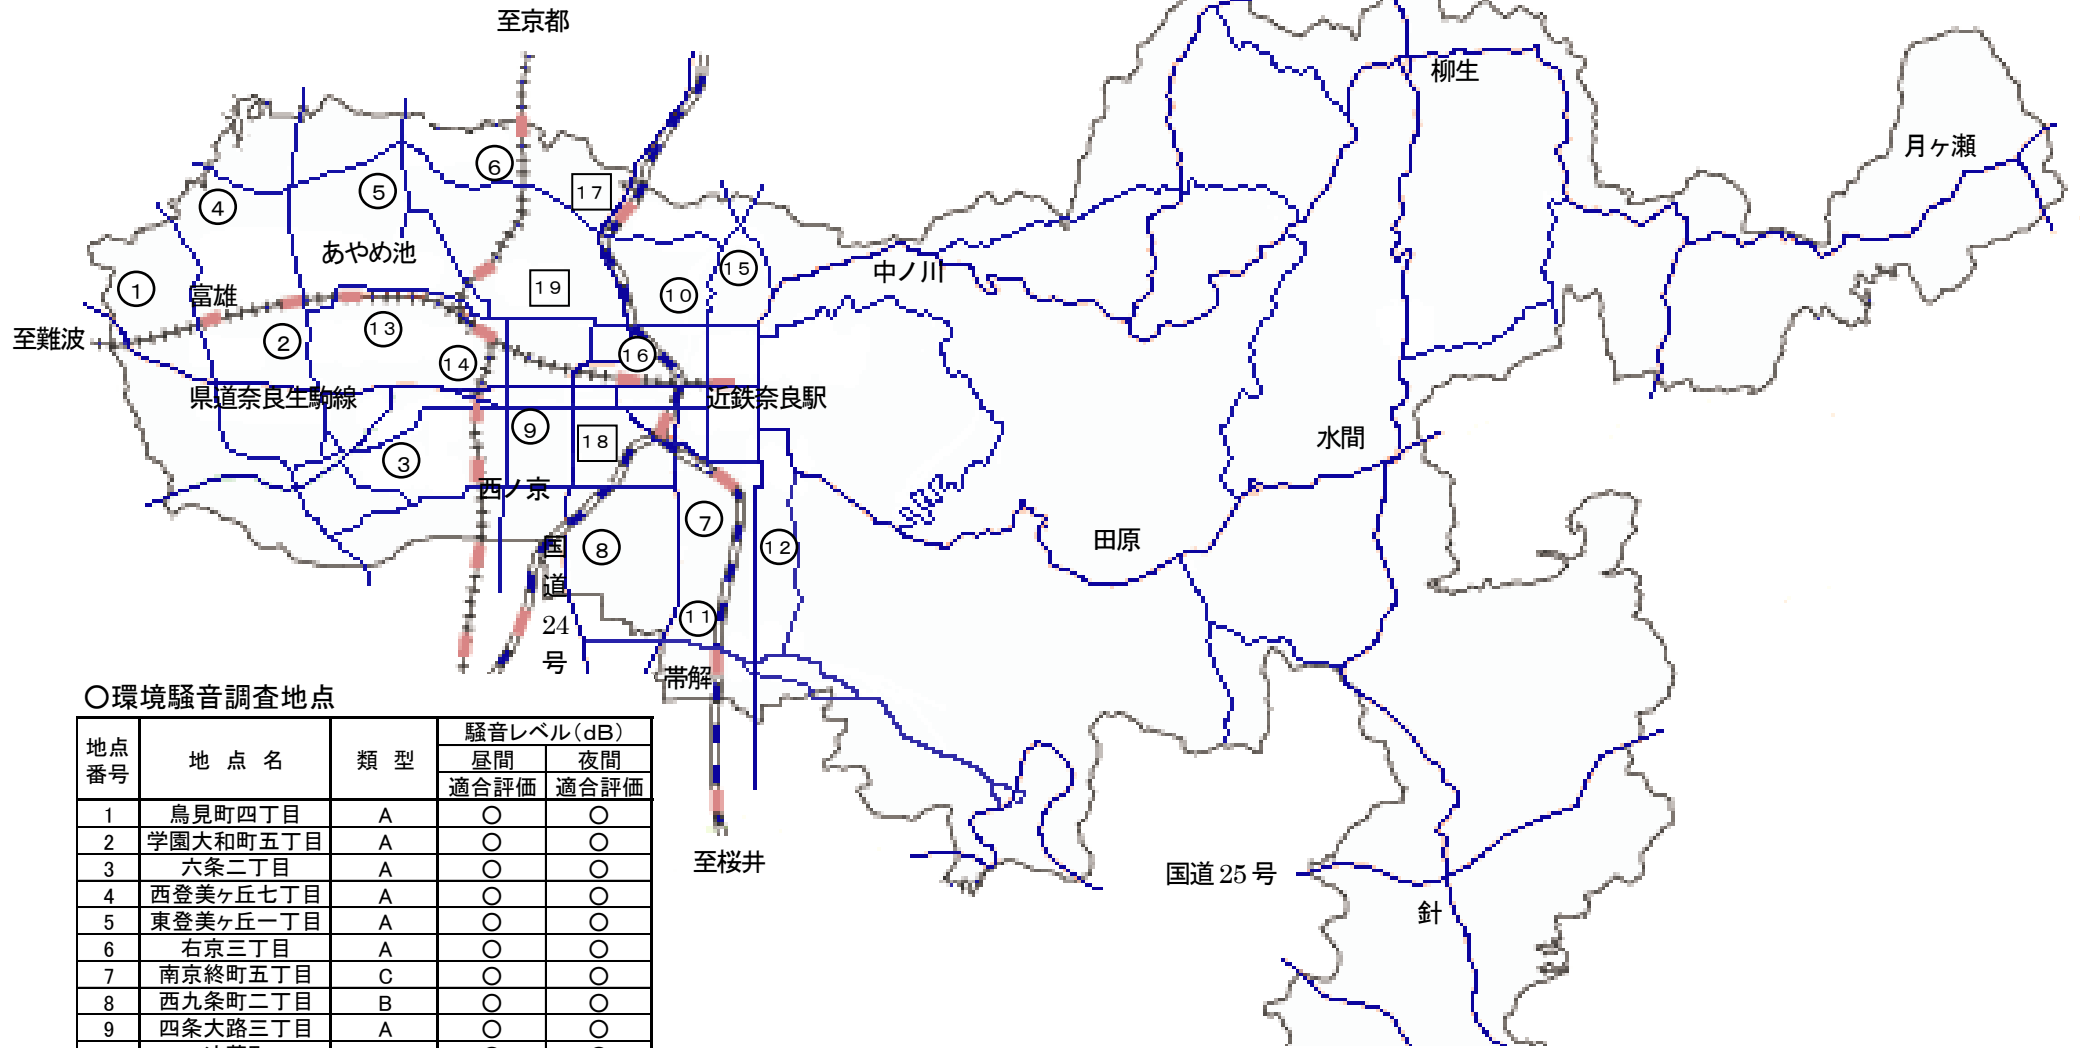 至京都
柳生
月ヶ瀬
6
17
5
4
あやめ池
15
中ノ川
1
富雄
19
10
13
至難波
2
16
14
県道奈良生駒線
近鉄奈良駅
9
18
水間
3
西ノ京
7
国道24号
8
12
田原
11
帯解
○環境騒音調査地点
地点番号 地点名 類型 騒音レベル(dB)
昼間 夜間
適合評価 適合評価
1 鳥見町四丁目 A ○ ○
2 学園大和町五丁目 A ○ ○
3 六条二丁目 A ○ ○
4 西登美ヶ丘七丁目 A ○ ○
5 東登美ヶ丘一丁目 A ○ ○
6 右京三丁目 A ○ ○
7 南京終町五丁目 C ○ ○
8 西九条町二丁目 B ○ ○
9 四条大路三丁目 A ○ ○
至桜井
国道25号
針